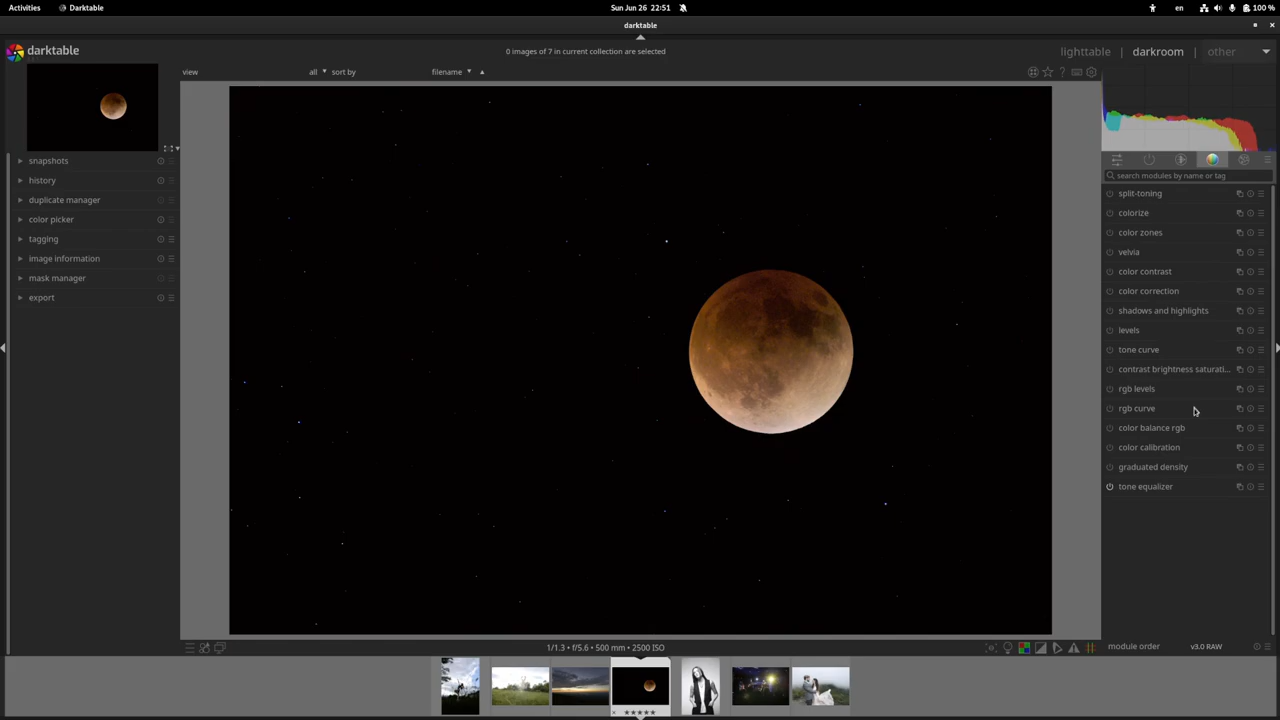 Activities Darktable Sun Jun 26 22:51 en 100 %
darktable
darktable 0 images of 7 in current collection are selected lighttable | darkroom | other
view all sort by filename
snapshots
history
duplicate manager
color picker
tagging
image information
mask manager
export
search modules by name or tag
split-toning
colorize
color zones
velvia
color contrast
color correction
shadows and highlights
levels
tone curve
contrast brightness saturati...
rgb levels
rgb curve
color balance rgb
color calibration
graduated density
tone equalizer
1/1.3 • f/5.6 • 500 mm • 2500 ISO
module order v3.0 RAW